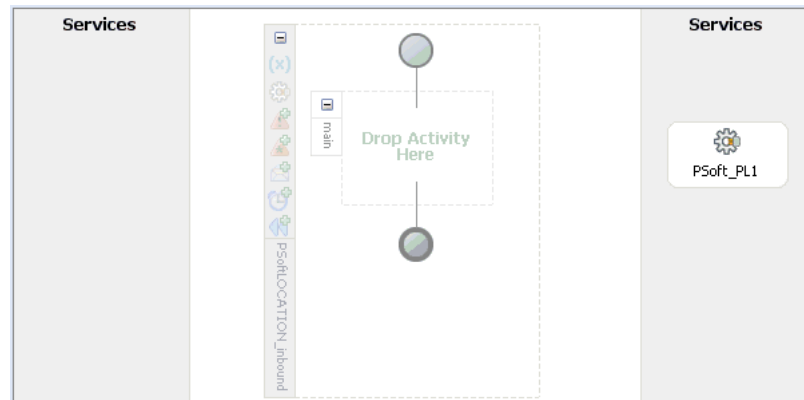 Services
Services
(x)
main
Drop Activity
Here
PSoft_PL1
PSoftLOCATION_inbound